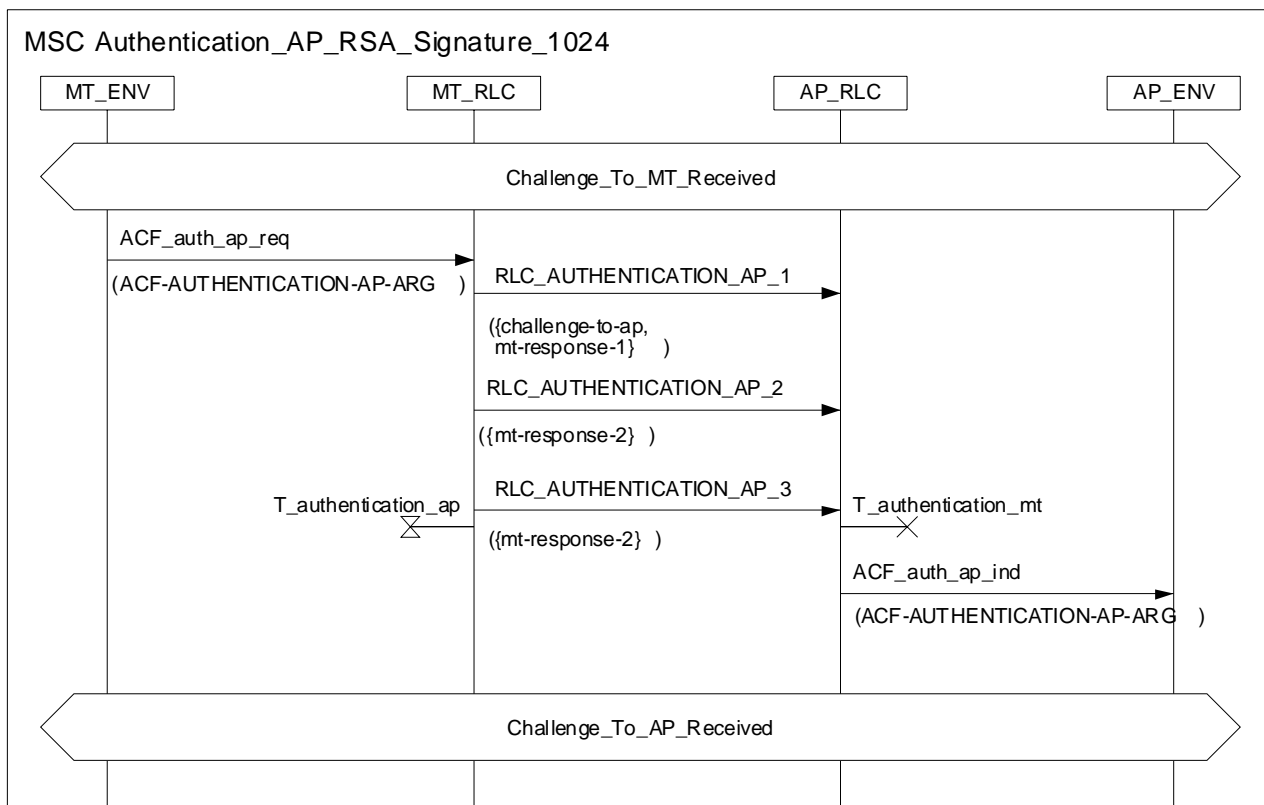 MSC Authentication_AP_RSA_Signature_1024
MT_ENV MT_RLC AP_RLC AP_ENV
Challenge_To_MT_Received
ACF_auth_ap_req
(ACF-AUTHENTICATION-AP-ARG )
RLC_AUTHENTICATION_AP_1
({challenge-to-ap,
mt-response-1} )
RLC_AUTHENTICATION_AP_2
({mt-response-2} )
RLC_AUTHENTICATION_AP_3
T_authentication_ap T_authentication_mt
({mt-response-2} )
ACF_auth_ap_ind
(ACF-AUTHENTICATION-AP-ARG )
Challenge_To_AP_Received